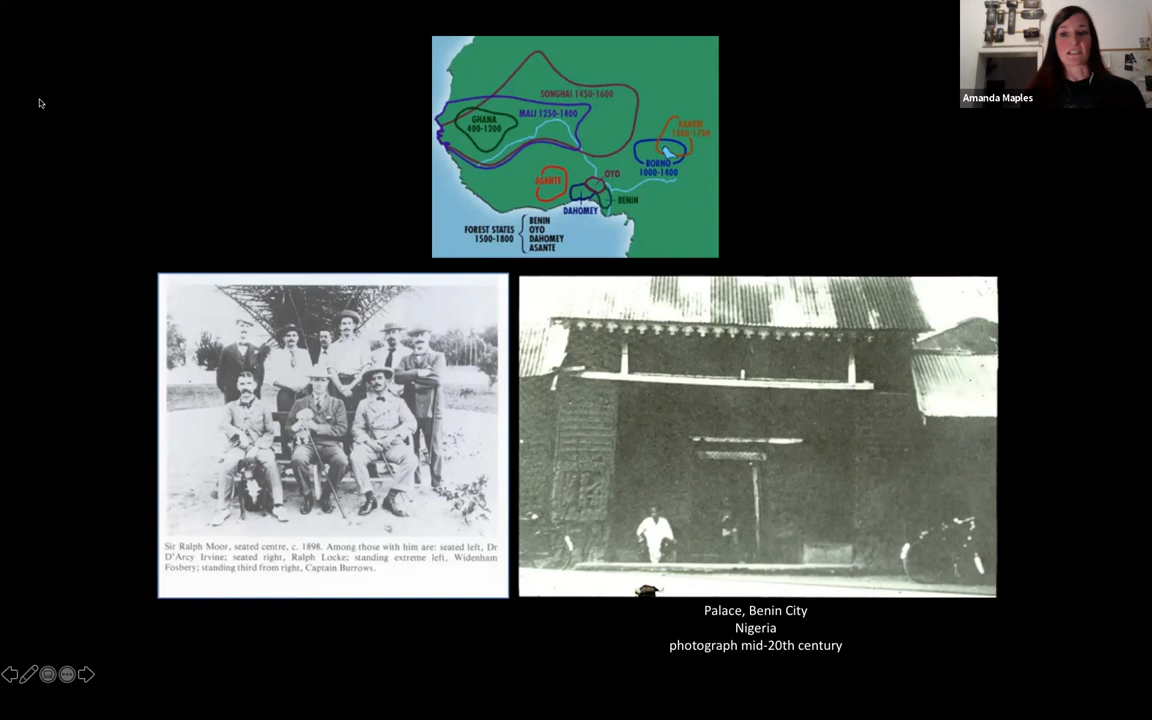 Amanda Maples
SONGHAI 1450-1600
GHANA
400-1200
MALI 1250-1400
KANEM
1400-1700
BORNO
1000-1400
ASANTE
OYO
BENIN
DAHOMEY
FOREST STATES
1500-1800
BENIN
OYO
DAHOMEY
ASANTE
Sir Ralph Moor, seated centre, c. 1898. Among those with him are: seated left, Dr
D'Arcy Irvine; seated right, Ralph Locke; standing extreme left, Widenham
Fosbery; standing third from right, Captain Burrows.
Palace, Benin City
Nigeria
photograph mid-20th century